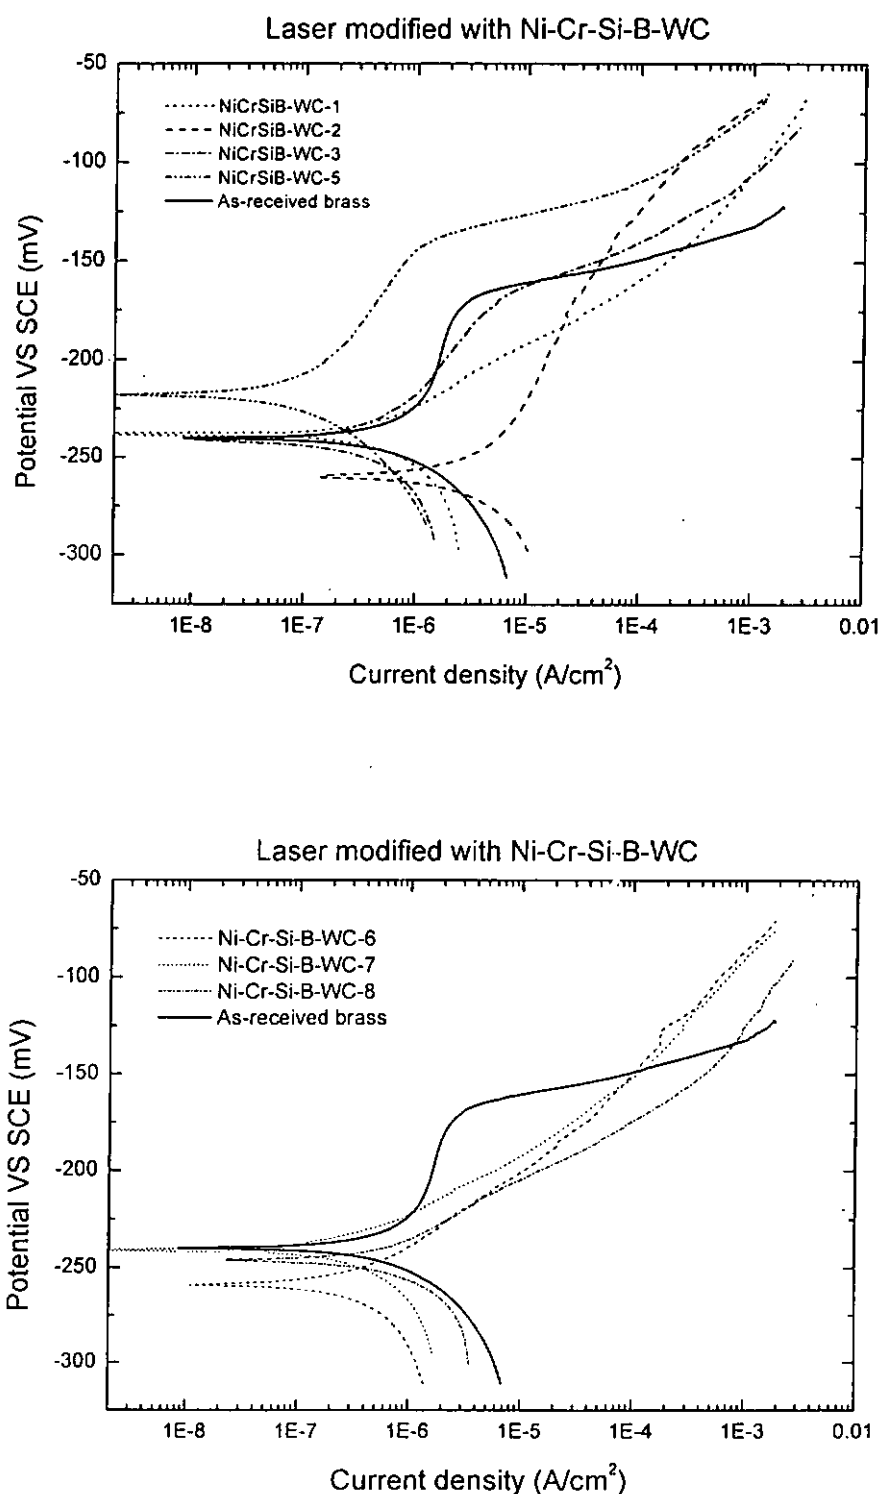 Laser modified with Ni-Cr-Si-B-WC
-50
-100
-150
-200
-250
-300
Potential VS SCE (mV)
NiCrSiB-WC-1
NiCrSiB-WC-2
NiCrSiB-WC-3
NiCrSiB-WC-5
As-received brass
1E-8 1E-7 1E-6 1E-5 1E-4 1E-3 0.01
Current density (A/cm²)
Laser modified with Ni-Cr-Si-B-WC
-50
-100
-150
-200
-250
-300
Potential VS SCE (mV)
Ni-Cr-Si-B-WC-6
Ni-Cr-Si-B-WC-7
Ni-Cr-Si-B-WC-8
As-received brass
1E-8 1E-7 1E-6 1E-5 1E-4 1E-3 0.01
Current density (A/cm²)